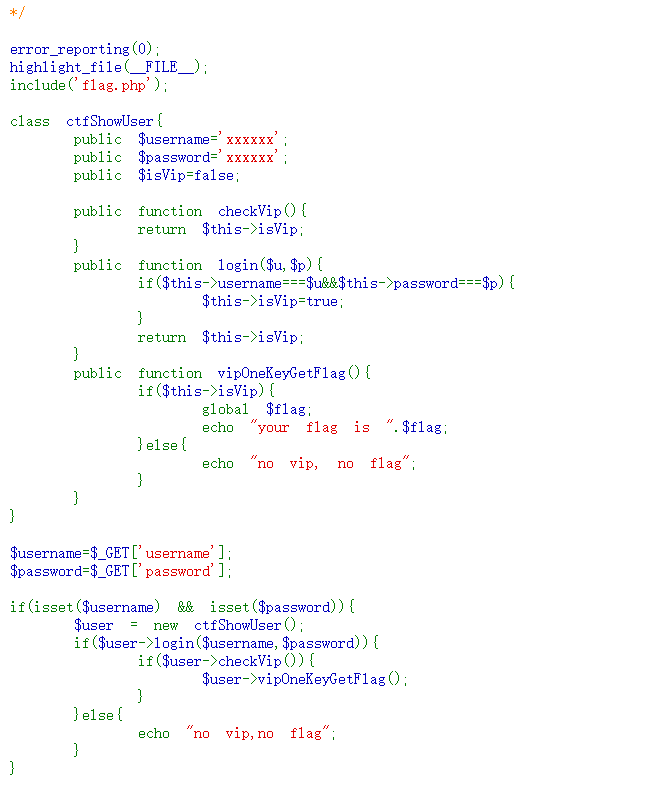 */
error_reporting(0);
highlight_file(__FILE__);
include('flag.php');
class ctfShowUser{
public $username='xxxxxx';
public $password='xxxxxx';
public $isVip=false;
public function checkVip(){
return $this->isVip;
}
public function login($u,$p){
if($this->username===$u&&$this->password===$p){
$this->isVip=true;
}
return $this->isVip;
}
public function vipOneKeyGetFlag(){
if($this->isVip){
global $flag;
echo "your flag is ".$flag;
}else{
echo "no vip, no flag";
}
}
}
$username=$_GET['username'];
$password=$_GET['password'];
if(isset($username) && isset($password)){
$user = new ctfShowUser();
if($user->login($username,$password)){
if($user->checkVip()){
$user->vipOneKeyGetFlag();
}
}else{
echo "no vip,no flag";
}
}